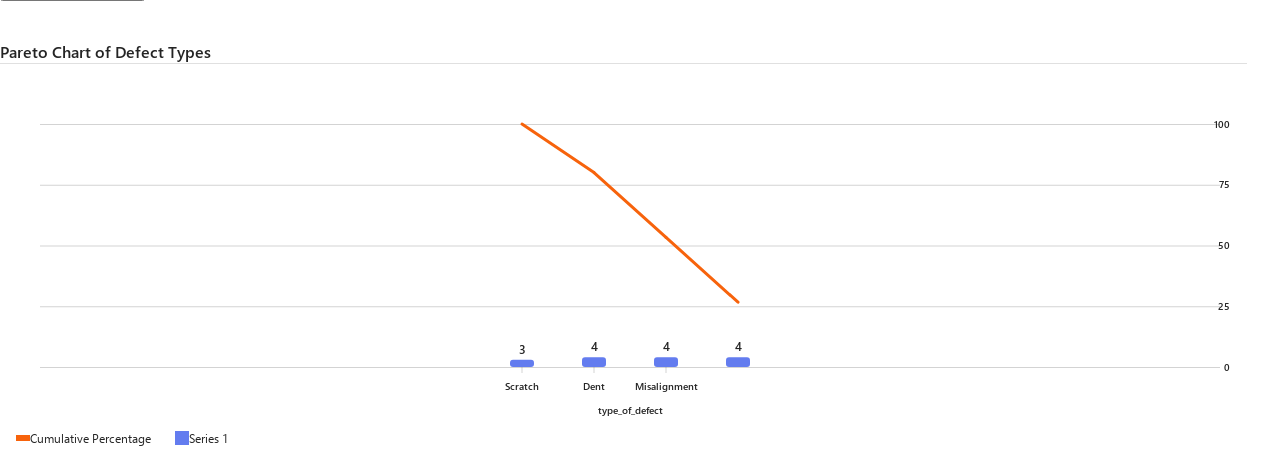 Pareto Chart of Defect Types
100
75
50
25
0
3 4 4 4
Scratch Dent Misalignment
type_of_defect
Cumulative Percentage Series 1